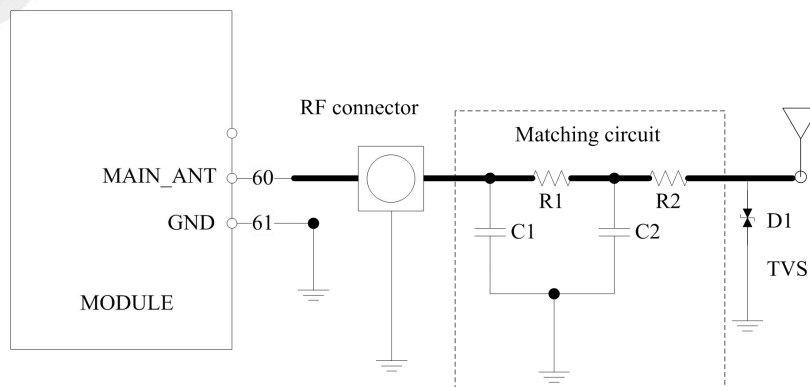 RF connector
Matching circuit
MAIN_ANT
60
R1
R2
GND
61
C1
C2
D1
TVS
MODULE